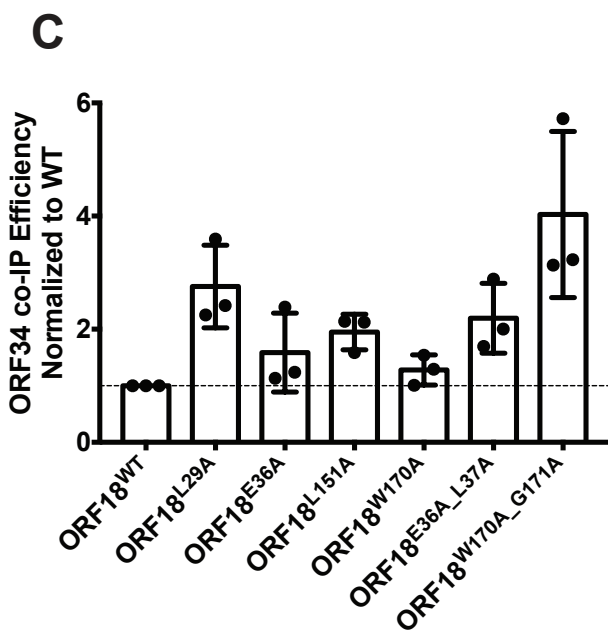 C
ORF34 co-IP Efficiency
Normalized to WT
6
4
2
0
ORF18WT
ORF18L29A
ORF18E36A
ORF18L151A
ORF18W170A
ORF18E36A_L37A
ORF18W170A_G171A